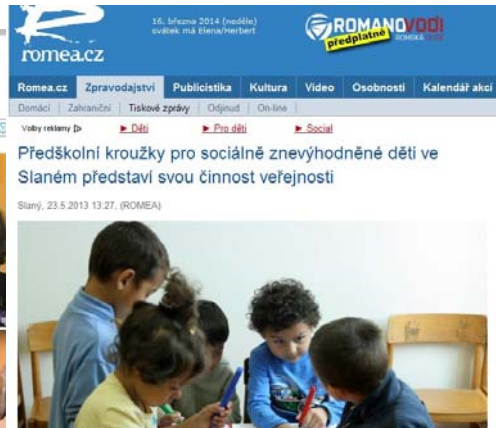 romea.cz
16. března 2014 (neděle)
svátek má Elena/Herbert
ROMANO VODI
předplatné
Romea.cz Zpravodajství Publicistika Kultura Video Osobnosti Kalendář akcí
Domácí Zahraniční Tiskové zprávy Odjinud On-line
Volby reklamy ▶ Děti ▶ Pro děti ▶ Social
Předškolní kroužky pro sociálně znevýhodněné děti ve
Slaném představí svou činnost veřejnosti
Slaný, 23.5.2013 13:27, (ROMEA)